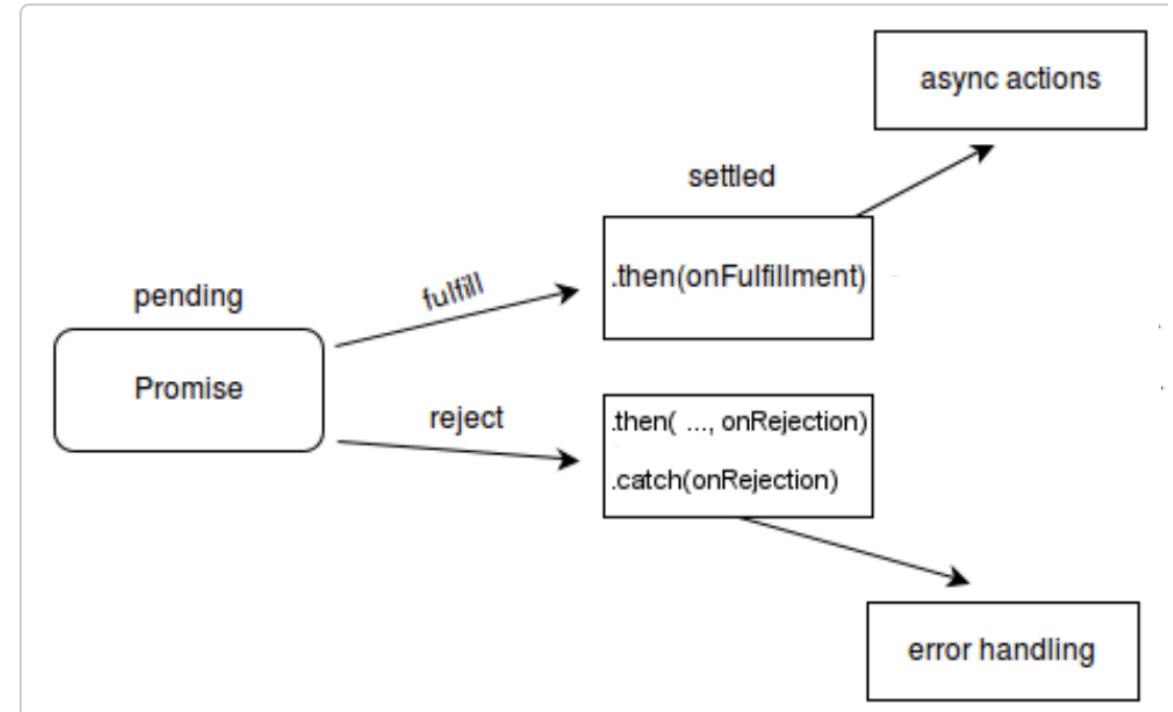 async actions
settled
.then(onFulfillment)
fulfill
pending
Promise
reject
.then( ..., onRejection)
.catch(onRejection)
error handling